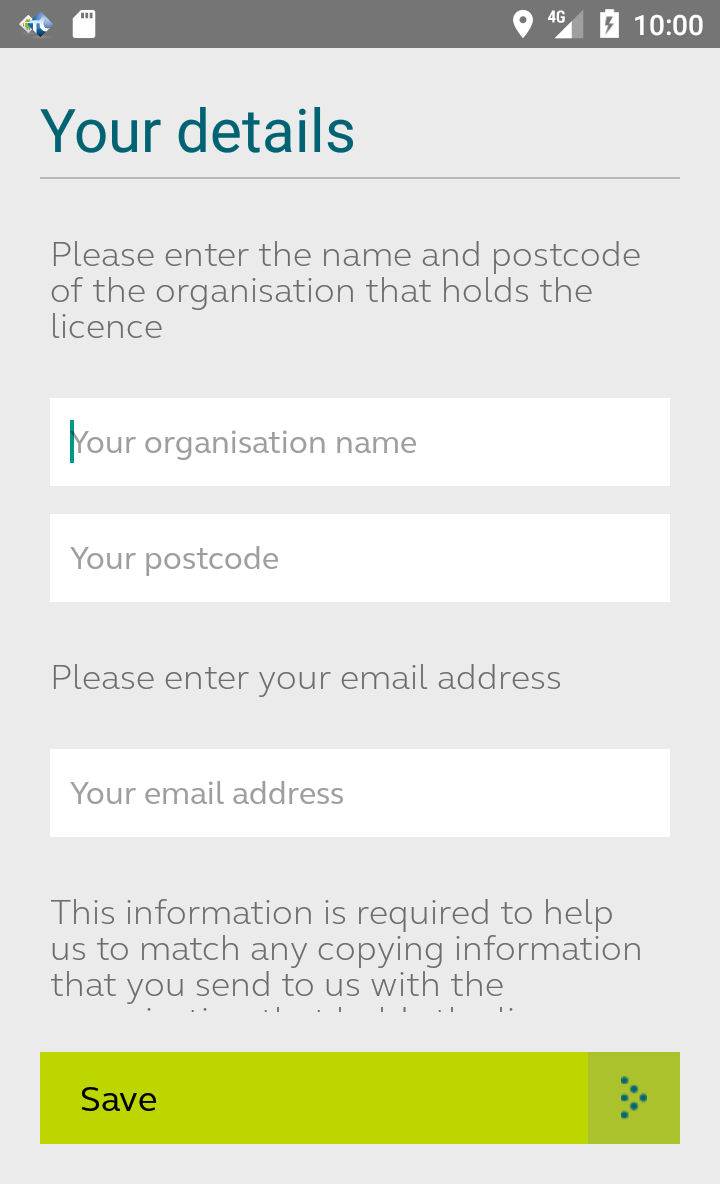 4G 10:00
Your details
Please enter the name and postcode
of the organisation that holds the
licence
Your organisation name
Your postcode
Please enter your email address
Your email address
This information is required to help
us to match any copying information
that you send to us with the
Save